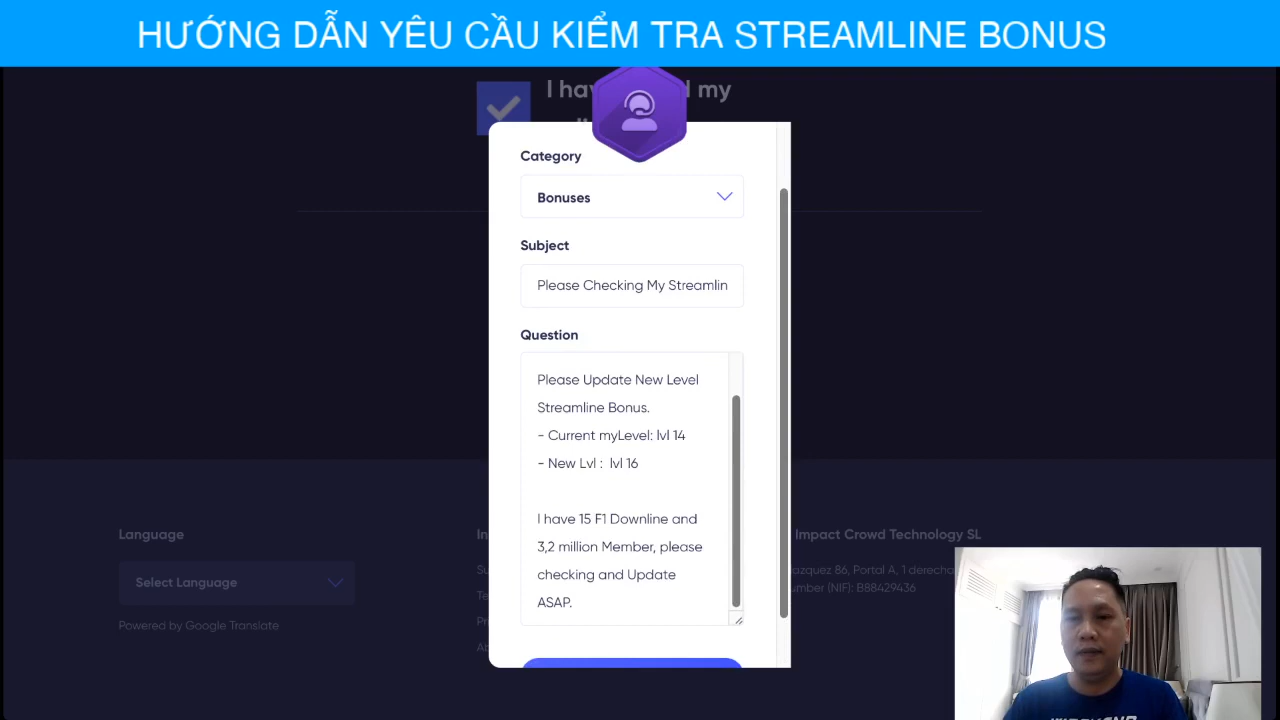 HƯỚNG DẪN YÊU CẦU KIỂM TRA STREAMLINE BONUS
I have my
Category
Bonuses
Subject
Please Checking My Streamlin
Question
Please Update New Level
Streamline Bonus.
- Current myLevel: lvl 14
- New Lvl : lvl 16
I have 15 F1 Downline and
3,2 million Member, please
checking and Update
ASAP.
Language
Select Language
Powered by Google Translate
Impact Crowd Technology SL
azquez 86, Portal A, 1 derecha
umber (NIF): B88429436